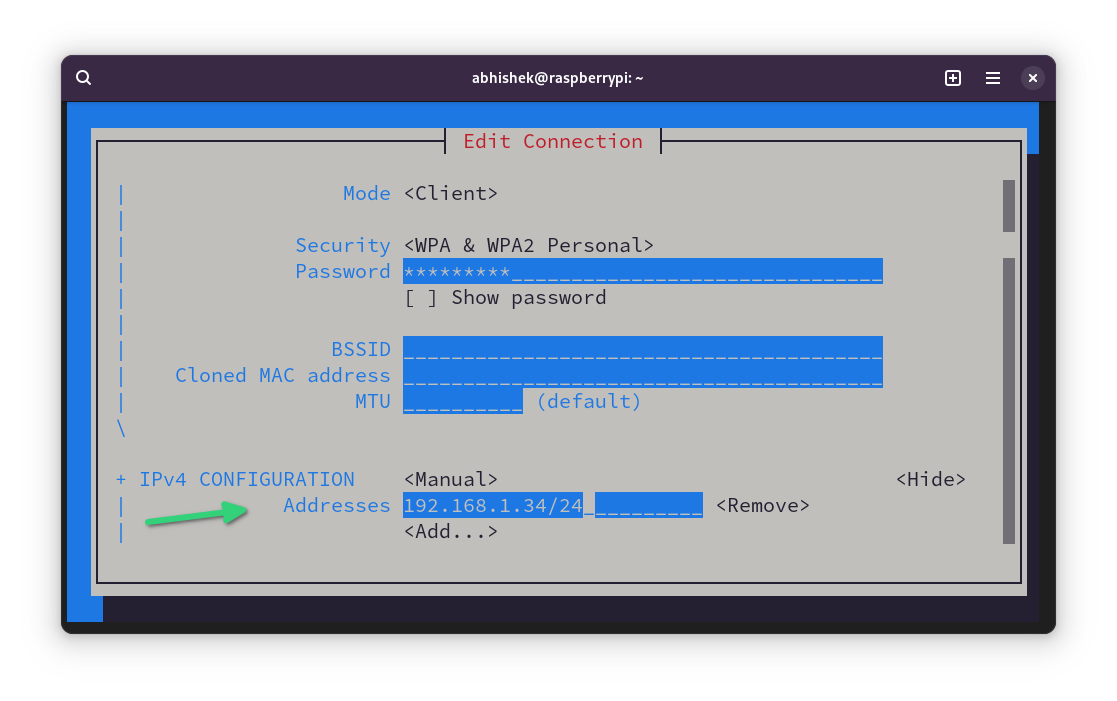 abhishek@raspberrypi: ~
Edit Connection
Mode <Client>
Security <WPA & WPA2 Personal>
Password *********______________________________
[ ] Show password
BSSID ________________________________________
Cloned MAC address ________________________________________
MTU __________ (default)
\
+ IPv4 CONFIGURATION <Manual> <Hide>
Addresses 192.168.1.34/24__________ <Remove>
<Add...>